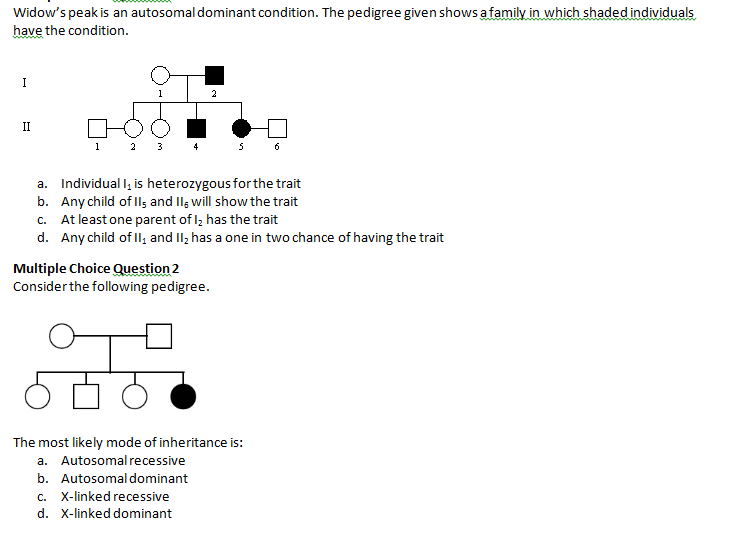 Widow's peak is an autosomal dominant condition. The pedigree given shows a family in which shaded individuals
have the condition.
I
1 2
II
1 2 3 4 5 6
a. Individual I₁ is heterozygous for the trait
b. Any child of II₅ and II₆ will show the trait
c. At least one parent of I₂ has the trait
d. Any child of II₁ and II₂ has a one in two chance of having the trait
Multiple Choice Question 2
Consider the following pedigree.
The most likely mode of inheritance is:
a. Autosomal recessive
b. Autosomal dominant
c. X-linked recessive
d. X-linked dominant